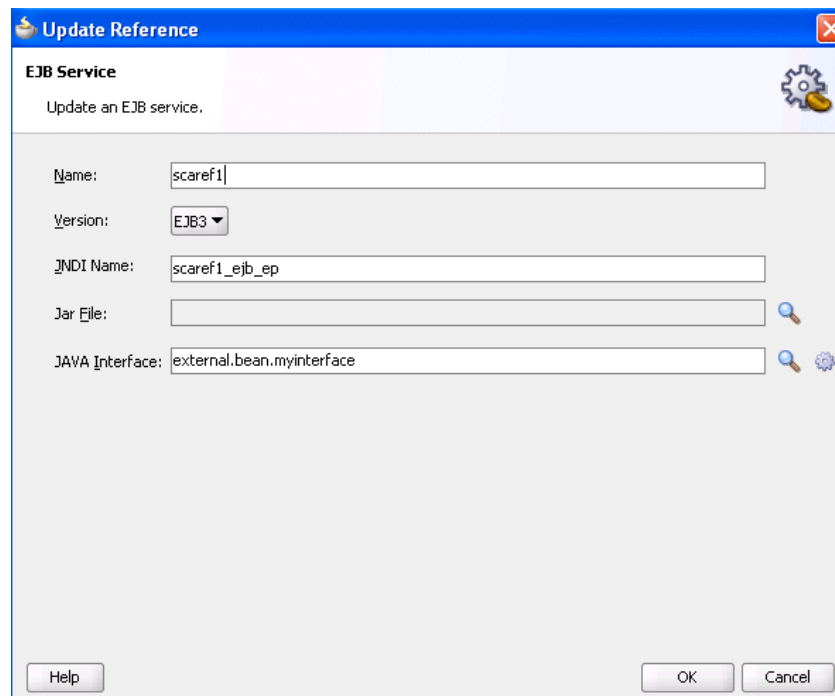 Update Reference
EJB Service
Update an EJB service.
Name: scaref1
Version: EJB3
JNDI Name: scaref1_ejb_ep
Jar File:
JAVA Interface: external.bean.myinterface
Help OK Cancel